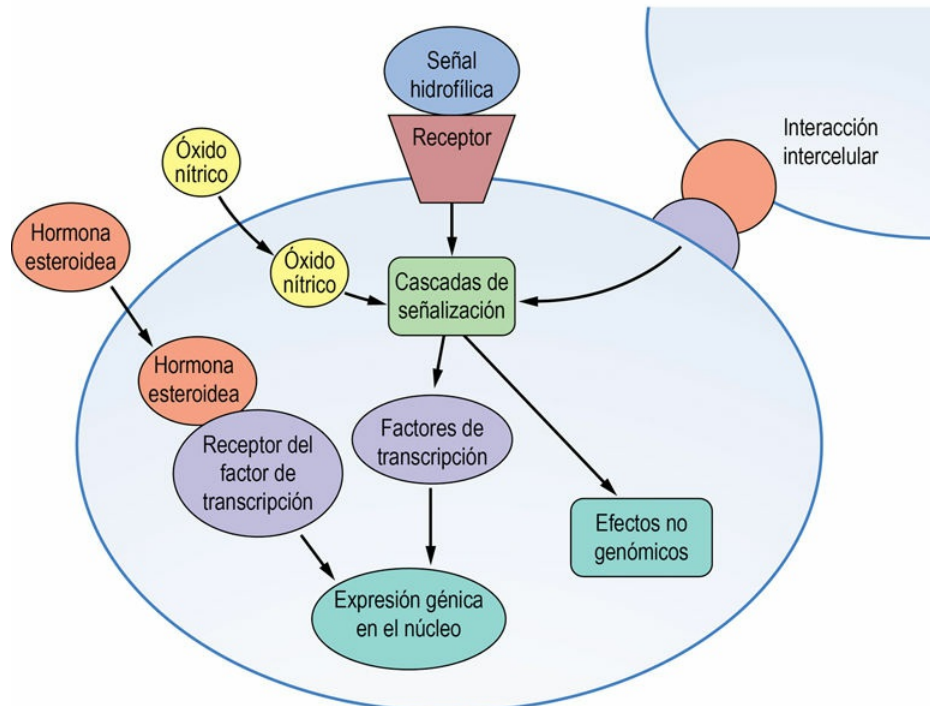 Señal
hidrofílica
Receptor
Interacción
intercelular
Óxido
nítrico
Hormona
esteroidea
Óxido
nítrico
Cascadas de
señalización
Hormona
esteroidea
Receptor del
factor de
transcripción
Factores de
transcripción
Efectos no
genómicos
Expresión génica
en el núcleo